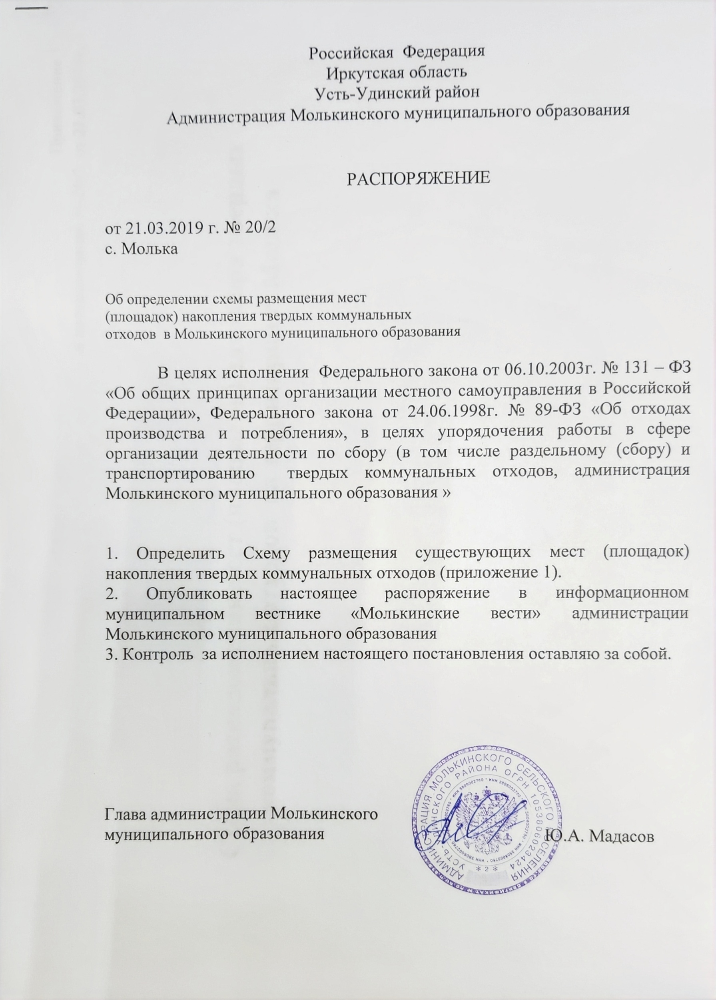 Российская Федерация
Иркутская область
Усть-Удинский район
Администрация Молькинского муниципального образования
РАСПОРЯЖЕНИЕ
от 21.03.2019 г. № 20/2
с. Молька
Об определении схемы размещения мест
(площадок) накопления твердых коммунальных
отходов в Молькинского муниципального образования
В целях исполнения Федерального закона от 06.10.2003г. № 131 – ФЗ
«Об общих принципах организации местного самоуправления в Российской
Федерации», Федерального закона от 24.06.1998г. № 89-ФЗ «Об отходах
производства и потребления», в целях упорядочения работы в сфере
организации деятельности по сбору (в том числе раздельному (сбору) и
транспортированию твердых коммунальных отходов, администрация
Молькинского муниципального образования »
1. Определить Схему размещения существующих мест (площадок)
накопления твердых коммунальных отходов (приложение 1).
2. Опубликовать настоящее распоряжение в информационном
муниципальном вестнике «Молькинские вести» администрации
Молькинского муниципального образования
3. Контроль за исполнением настоящего постановления оставляю за собой.
Глава администрации Молькинского
муниципального образования
Ю.А. Мадасов
АДМИНИСТРАЦИЯ МОЛЬКИНСКОГО СЕЛЬСКОГО ПОСЕЛЕНИЯ
УСТЬ-УДИНСКОГО РАЙОНА ОГРН 1053806023424
ИНН 3806002760
* 2 *